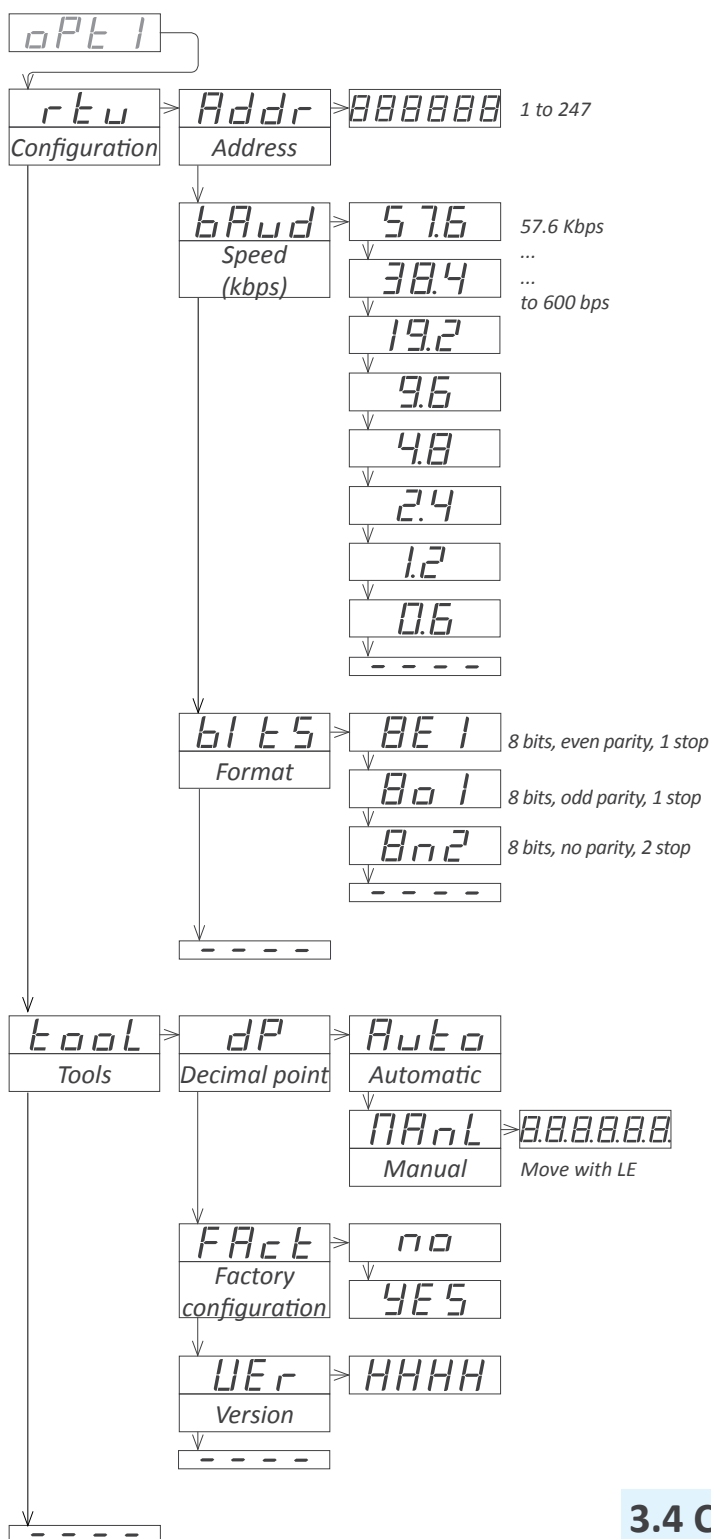 oPt 1
rtu
Configuration
Addr
Address
888888
1 to 247
bAud
Speed
(kbps)
57.6
57.6 Kbps
...
38.4
...
to 600 bps
19.2
9.6
4.8
2.4
1.2
0.6
- - - -
bItS
Format
8E1
8 bits, even parity, 1 stop
8o1
8 bits, odd parity, 1 stop
8n2
8 bits, no parity, 2 stop
- - - -
- - - -
tooL
Tools
dP
Decimal point
Auto
Automatic
MAnL
Manual
8.8.8.8.8.8.
Move with LE
FAct
Factory
configuration
no
YES
VEr
Version
HHHH
- - - -
- - - -
3.4